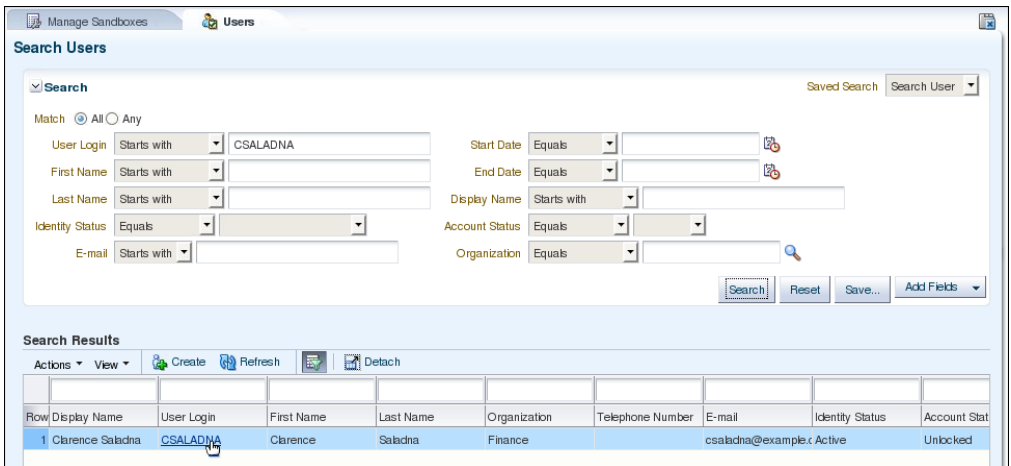 Manage Sandboxes Users
Search Users
Search Saved Search Search User
Match All Any
User Login Starts with CSALADNA Start Date Equals
First Name Starts with End Date Equals
Last Name Starts with Display Name Starts with
Identity Status Equals Account Status Equals
E-mail Starts with Organization Equals
Search Reset Save... Add Fields
Search Results
Actions View Create Refresh Detach
Row Display Name User Login First Name Last Name Organization Telephone Number E-mail Identity Status Account Stat
1 Clarence Saladna CSALADNA Clarence Saladna Finance csaladna@example.c Active Unlocked